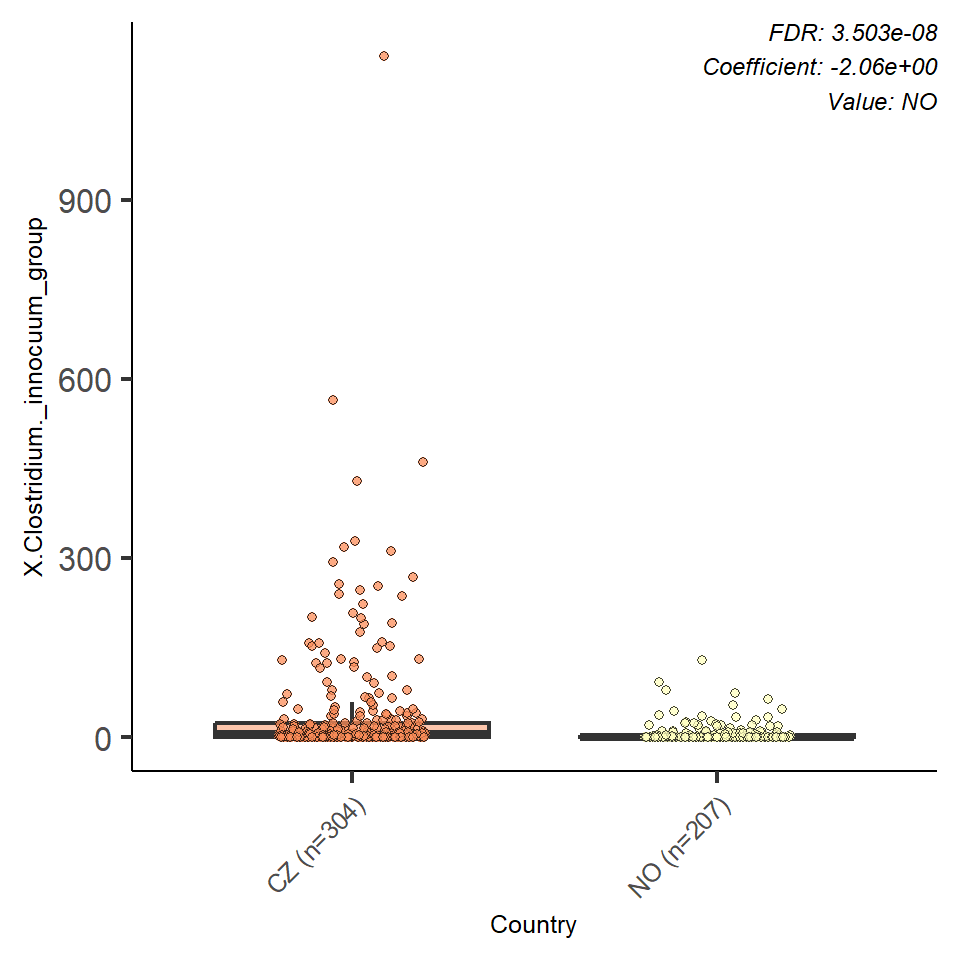 FDR: 3.503e-08
Coefficient: -2.06e+00
Value: NO
X.Clostridium._innocuum_group
900
600
300
0
CZ (n=304)
NO (n=207)
Country